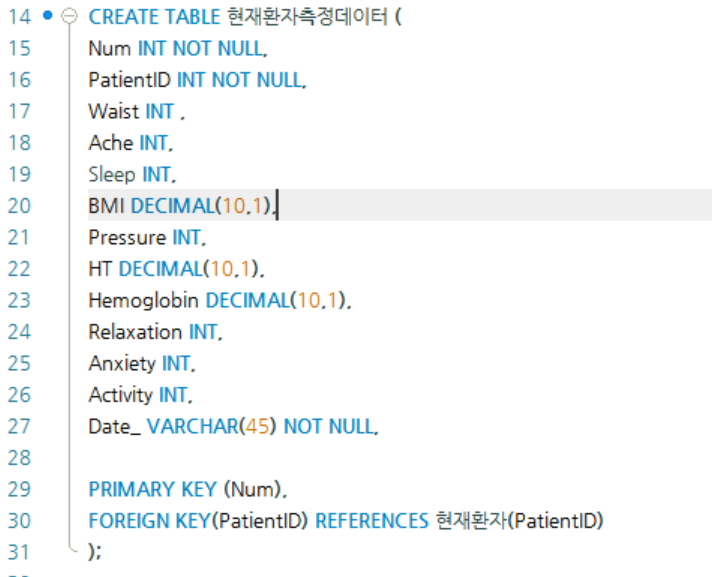 14 CREATE TABLE 현재환자측정데이터 (
15 Num INT NOT NULL,
16 PatientID INT NOT NULL,
17 Waist INT ,
18 Ache INT,
19 Sleep INT,
20 BMI DECIMAL(10,1),
21 Pressure INT,
22 HT DECIMAL(10,1),
23 Hemoglobin DECIMAL(10,1),
24 Relaxation INT,
25 Anxiety INT,
26 Activity INT,
27 Date_ VARCHAR(45) NOT NULL,
28
29 PRIMARY KEY (Num),
30 FOREIGN KEY(PatientID) REFERENCES 현재환자(PatientID)
31 );